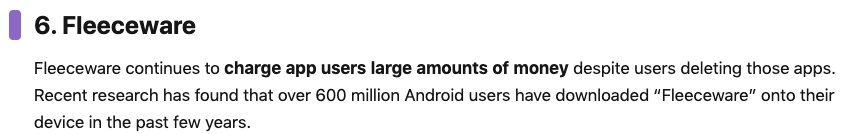 6. Fleeceware
Fleeceware continues to charge app users large amounts of money despite users deleting those apps.
Recent research has found that over 600 million Android users have downloaded “Fleeceware” onto their
device in the past few years.